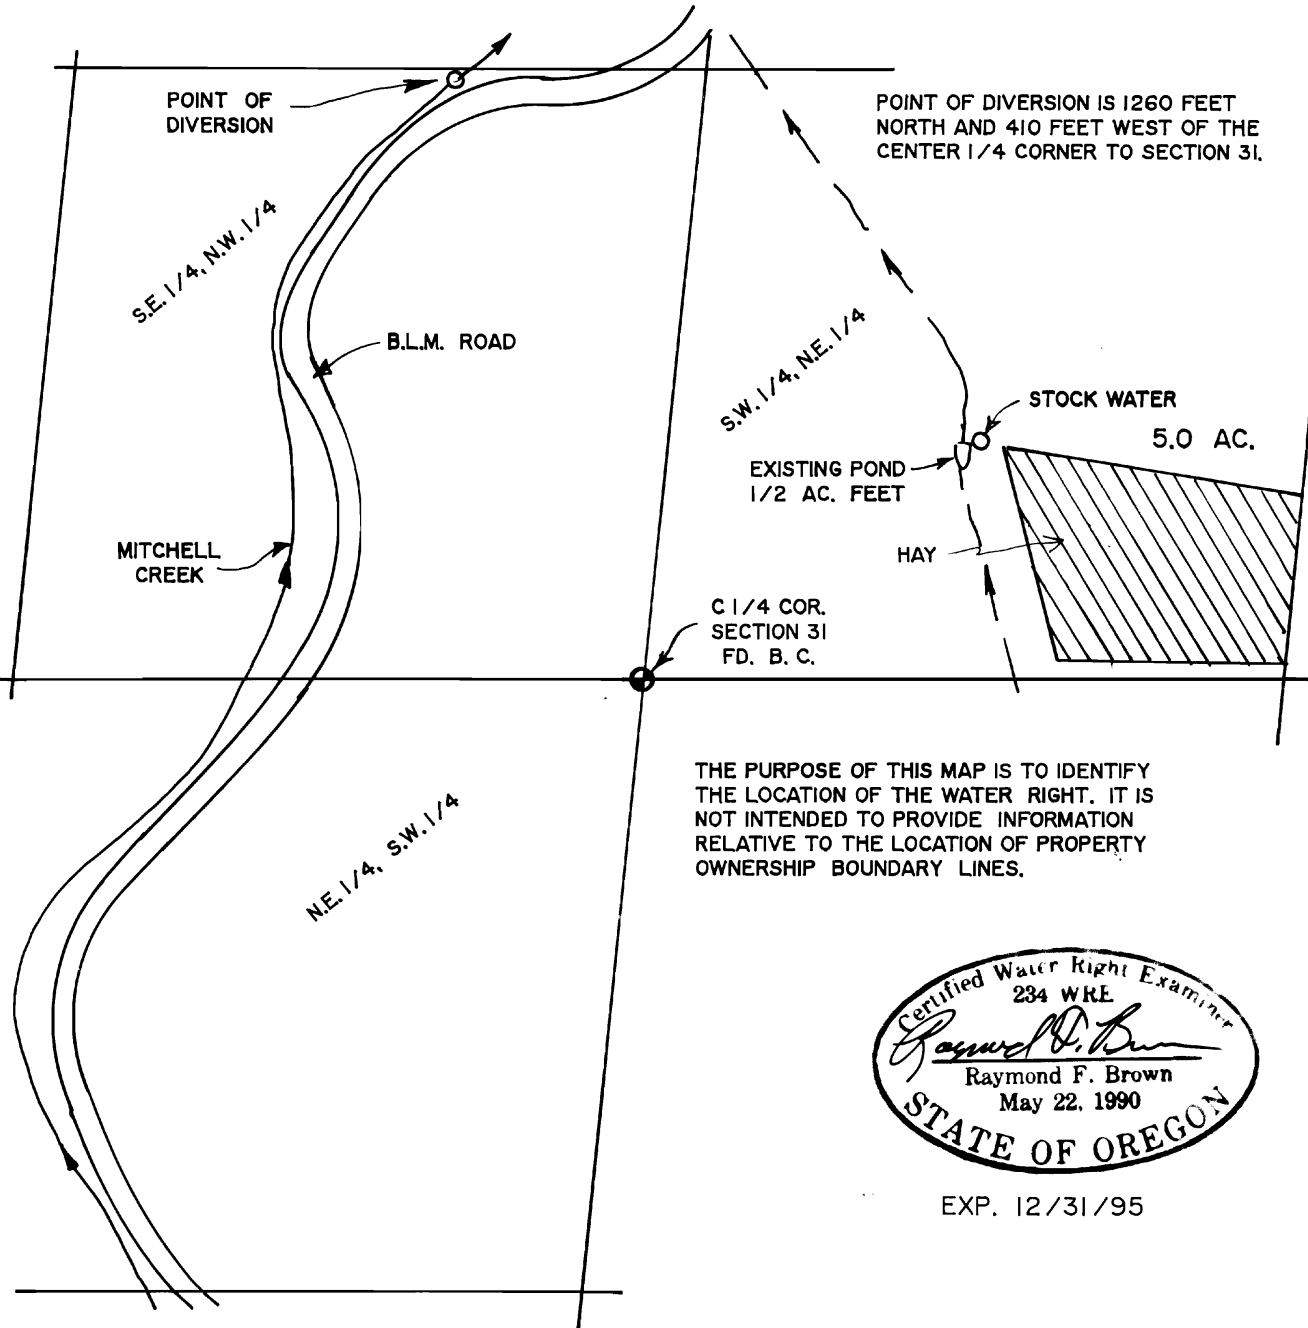 POINT OF
DIVERSION
POINT OF DIVERSION IS 1260 FEET
NORTH AND 410 FEET WEST OF THE
CENTER 1/4 CORNER TO SECTION 31.
S.E. 1/4, N.W. 1/4
B.L.M. ROAD
S.W. 1/4, N.E. 1/4
STOCK WATER
5.0 AC.
EXISTING POND
1/2 AC. FEET
MITCHELL
CREEK
HAY
C 1/4 COR.
SECTION 31
FD. B. C.
THE PURPOSE OF THIS MAP IS TO IDENTIFY
THE LOCATION OF THE WATER RIGHT. IT IS
NOT INTENDED TO PROVIDE INFORMATION
RELATIVE TO THE LOCATION OF PROPERTY
OWNERSHIP BOUNDARY LINES.
N.E. 1/4, S.W. 1/4
Certified Water Right Examiner
234 WRE
Raymond F. Brown
Raymond F. Brown
May 22, 1990
STATE OF OREGON
EXP. 12/31/95